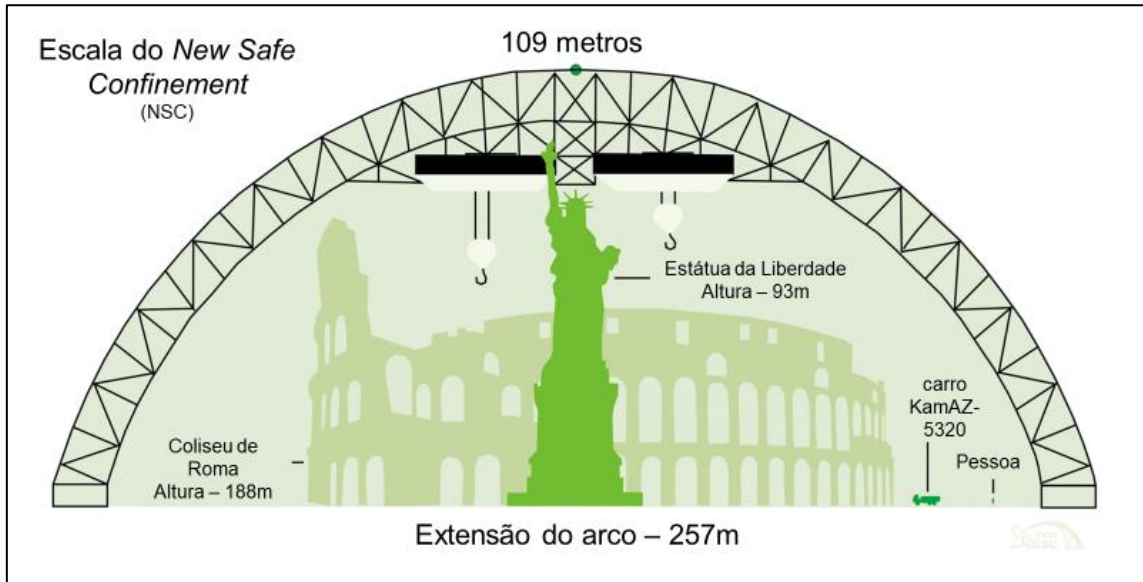 Escala do New Safe
Confinement
(NSC)
109 metros
Estátua da Liberdade
Altura – 93m
carro
KamAZ-
5320
Pessoa
Coliseu de
Roma
Altura – 188m
Extensão do arco – 257m